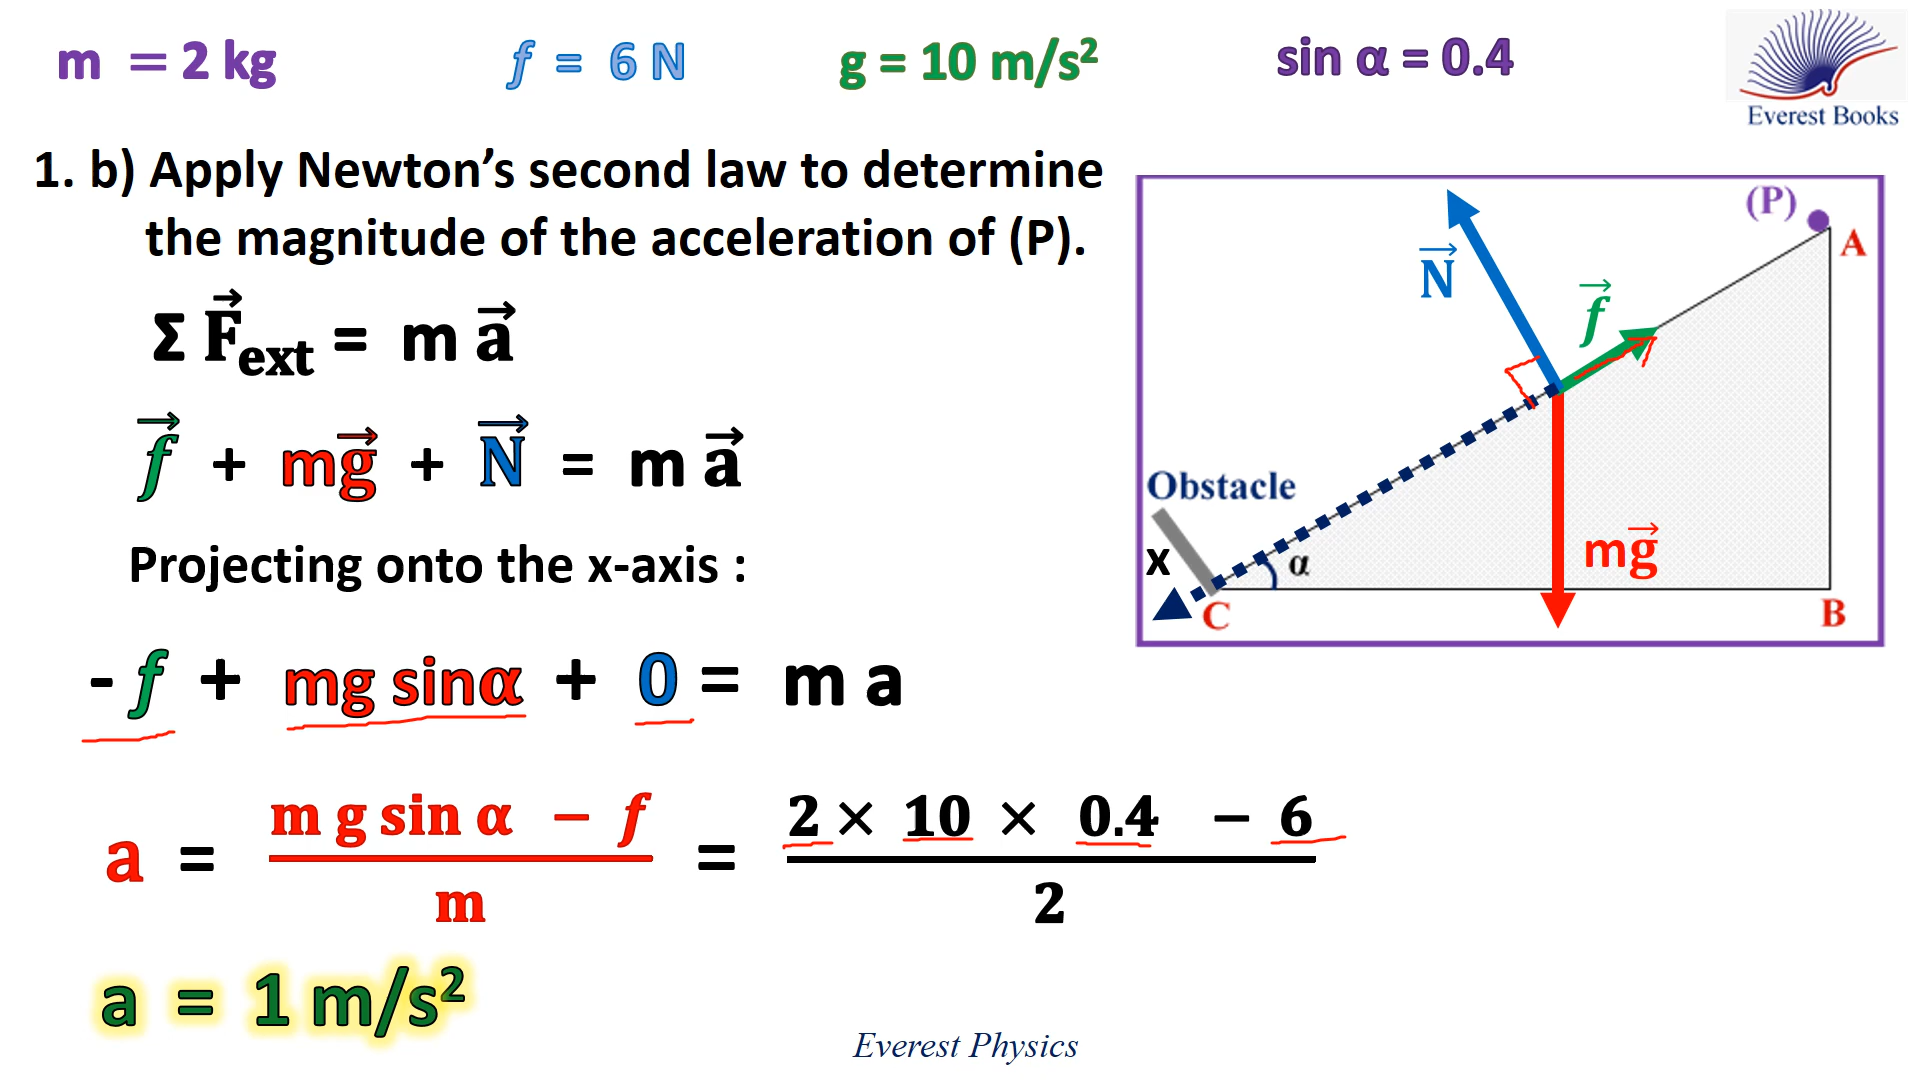 m = 2 kg
f = 6 N
g = 10 m/s²
sin α = 0.4
Everest Books
1. b) Apply Newton’s second law to determine
the magnitude of the acceleration of (P).
Σ F⃗ext = m a⃗
f⃗ + mg⃗ + N⃗ = m a⃗
Projecting onto the x-axis :
- f + mg sinα + 0 = m a
a = (m g sin α − f) / m = (2 × 10 × 0.4 − 6) / 2
a = 1 m/s²
(P)
A
N⃗
f⃗
Obstacle
x
α
mg⃗
C
B
Everest Physics